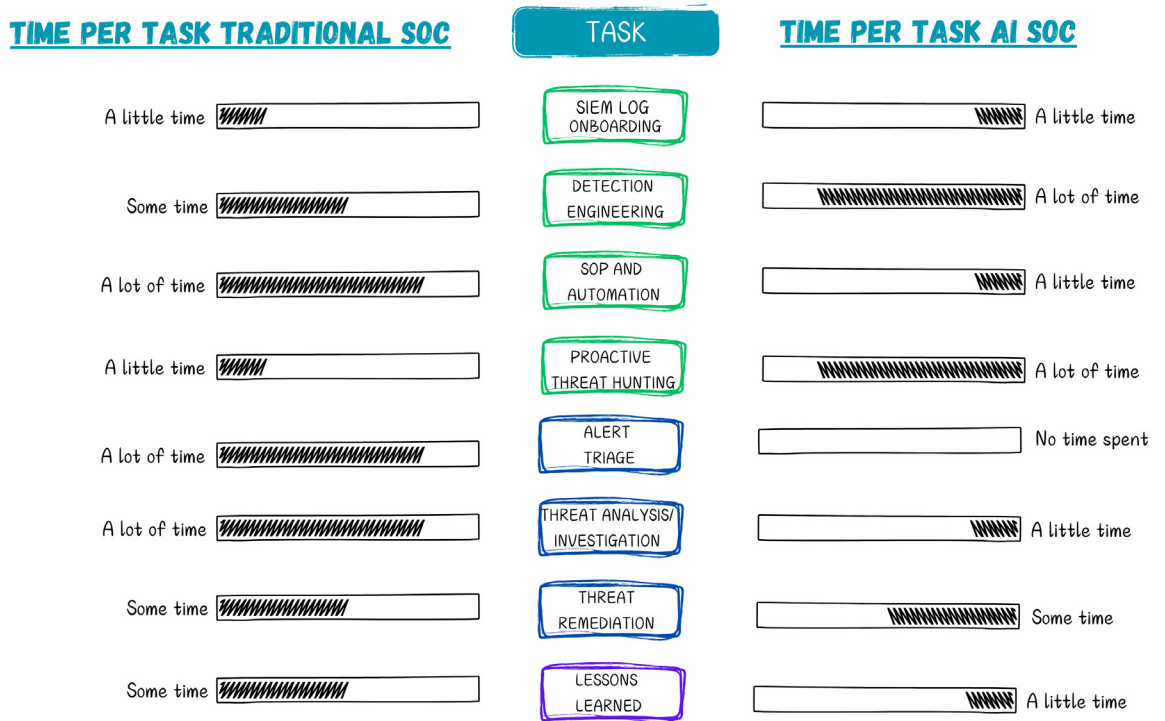 TIME PER TASK TRADITIONAL SOC
TASK
TIME PER TASK AI SOC
A little time
SIEM LOG
ONBOARDING
A little time
Some time
DETECTION
ENGINEERING
A lot of time
A lot of time
SOP AND
AUTOMATION
A little time
A little time
PROACTIVE
THREAT HUNTING
A lot of time
A lot of time
ALERT
TRIAGE
No time spent
A lot of time
THREAT ANALYSIS/
INVESTIGATION
A little time
Some time
THREAT
REMEDIATION
Some time
Some time
LESSONS
LEARNED
A little time